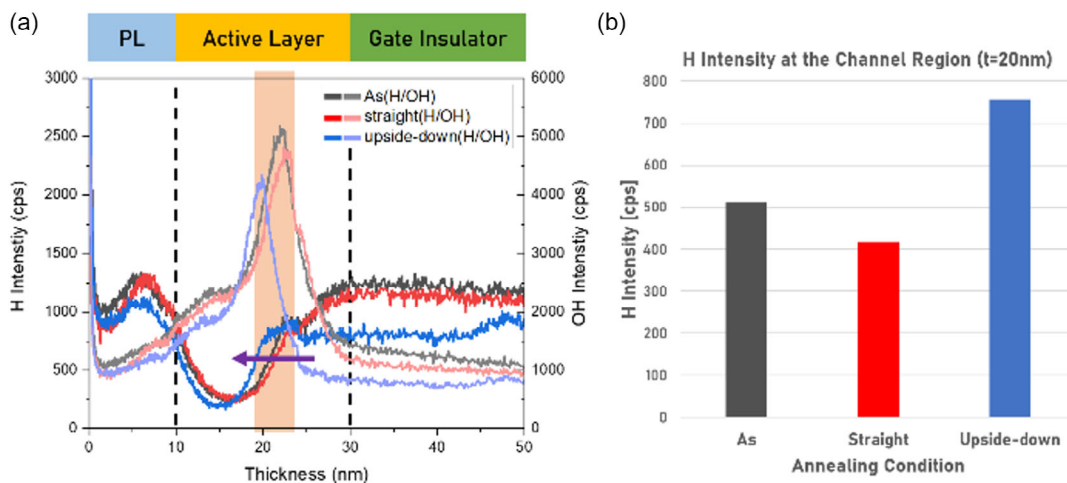 (a)
PL
Active Layer
Gate Insulator
3000
2500
2000
1500
1000
500
0
H Intenstiy (cps)
As(H/OH)
straight(H/OH)
upside-down(H/OH)
6000
5000
4000
3000
2000
1000
0
OH Intenstiy (cps)
0
10
20
30
40
50
Thickness (nm)
(b)
H Intensity at the Channel Region (t=20nm)
800
700
600
500
400
300
200
100
0
H Intensity [cps]
As
Straight
Upside-down
Annealing Condition